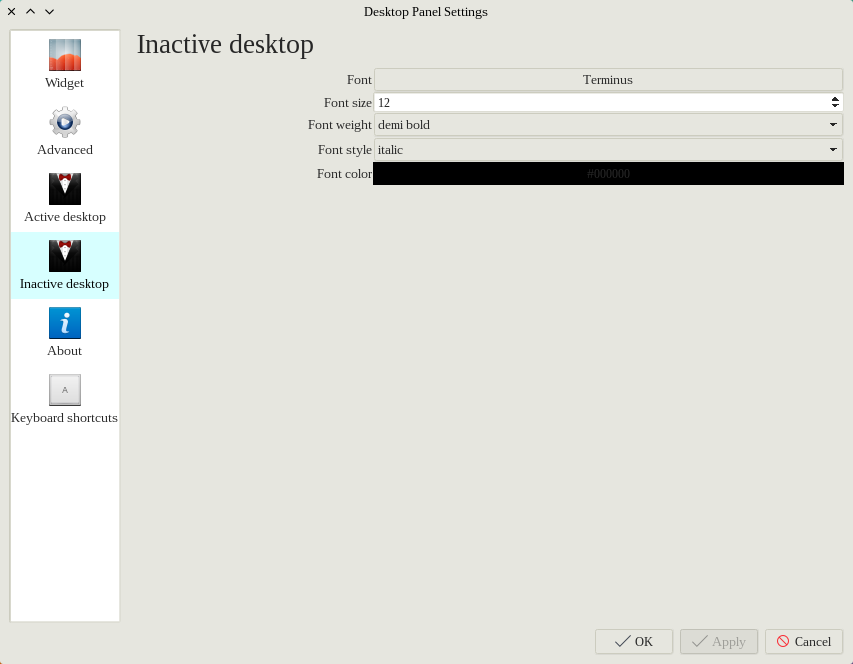 Desktop Panel Settings
Widget
Advanced
Active desktop
Inactive desktop
About
A
Keyboard shortcuts
Inactive desktop
Font Terminus
Font size 12
Font weight demi bold
Font style italic
Font color #000000
OK Apply Cancel